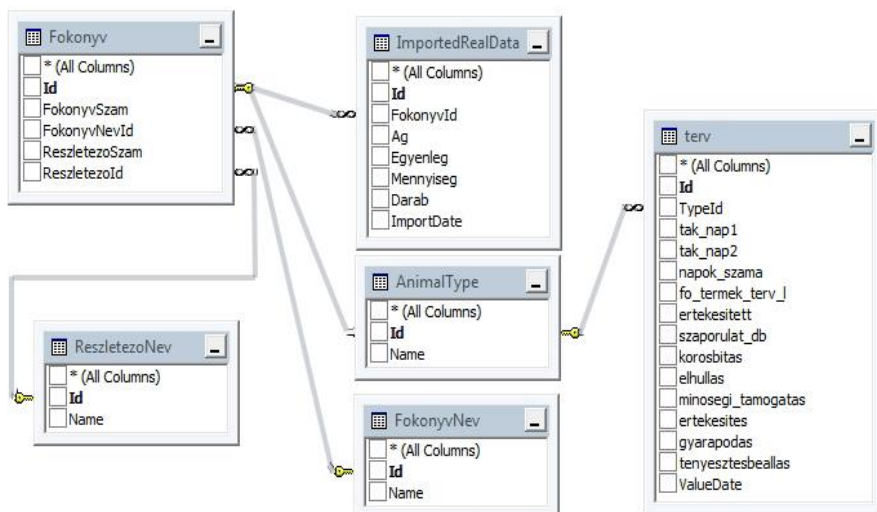 Fokonyv
* (All Columns)
Id
FokonyvSzam
FokonyvNevId
ReszletezoSzam
ReszletezoId
ImportedRealData
* (All Columns)
Id
FokonyvId
Ag
Egyenleg
Mennyiseg
Darab
ImportDate
terv
* (All Columns)
Id
TypeId
tak_nap1
tak_nap2
napok_szama
fo_termek_terv_l
ertekesitett
szaporulat_db
korosbitas
elhullas
minosegi_tamogatas
ertekesites
gyarapodas
tenyesztesbeallas
ValueDate
AnimalType
* (All Columns)
Id
Name
ReszletezoNev
* (All Columns)
Id
Name
FokonyvNev
* (All Columns)
Id
Name